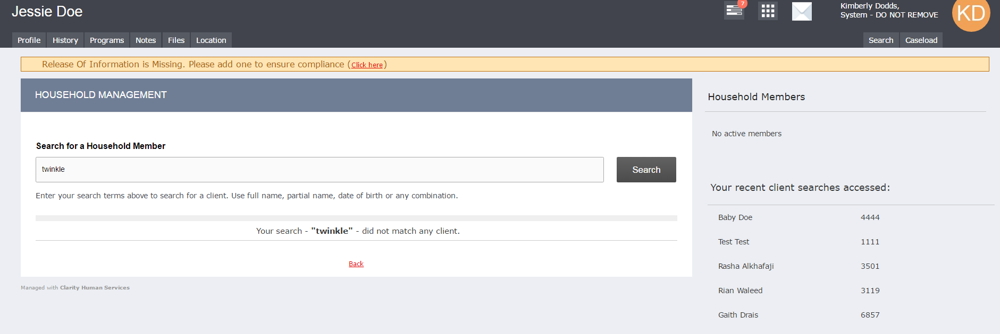 Jessie Doe
7
Kimberly Dodds,
System - DO NOT REMOVE
KD
Profile History Programs Notes Files Location
Search Caseload
Release Of Information is Missing. Please add one to ensure compliance (Click here)
HOUSEHOLD MANAGEMENT
Search for a Household Member
twinkle
Search
Enter your search terms above to search for a client. Use full name, partial name, date of birth or any combination.
Your search - "twinkle" - did not match any client.
Back
Managed with Clarity Human Services
Household Members
No active members
Your recent client searches accessed:
Baby Doe 4444
Test Test 1111
Rasha Alkhafaji 3501
Rian Waleed 3119
Gaith Drais 6857